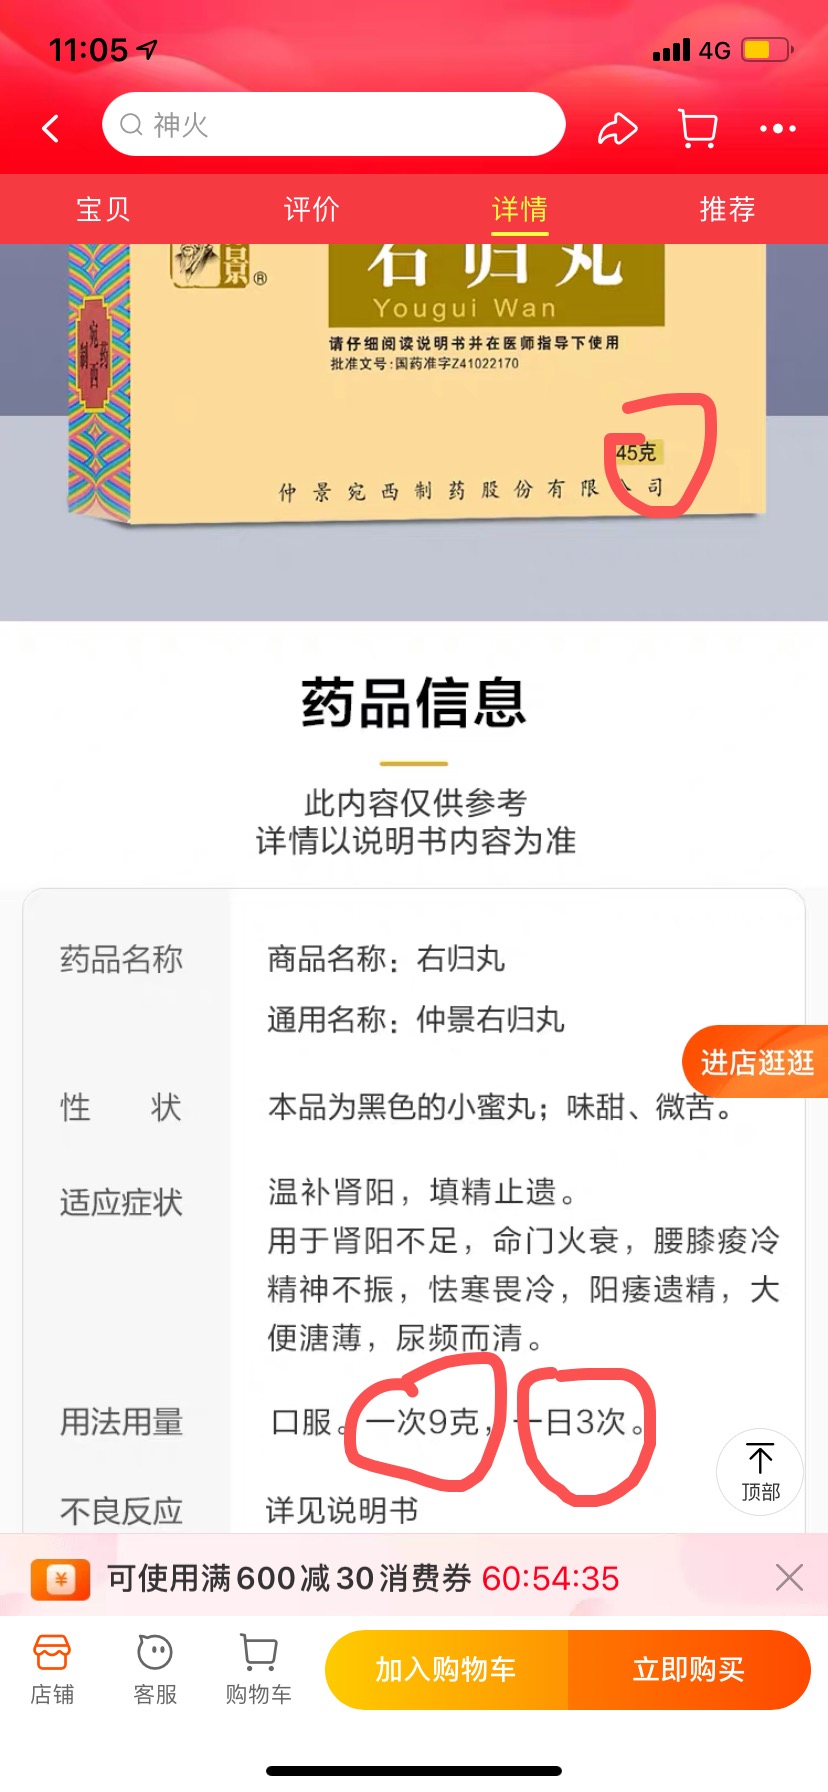 11:05
4G
神火
宝贝
评价
详情
推荐
景®
右归丸
Yougui Wan
请仔细阅读说明书并在医师指导下使用
批准文号:国药准字Z41022170
宛西制药
45克
仲景宛西制药股份有限公司
药品信息
此内容仅供参考
详情以说明书内容为准
药品名称
商品名称：右归丸
通用名称：仲景右归丸
进店逛逛
性状
本品为黑色的小蜜丸；味甜、微苦。
适应症状
温补肾阳，填精止遗。
用于肾阳不足，命门火衰，腰膝痠冷
精神不振，怯寒畏冷，阳痿遗精，大
便溏薄，尿频而清。
用法用量
口服。一次9克，一日3次。
顶部
不良反应
详见说明书
¥
可使用满600减30消费券 60:54:35
店铺
客服
购物车
加入购物车
立即购买